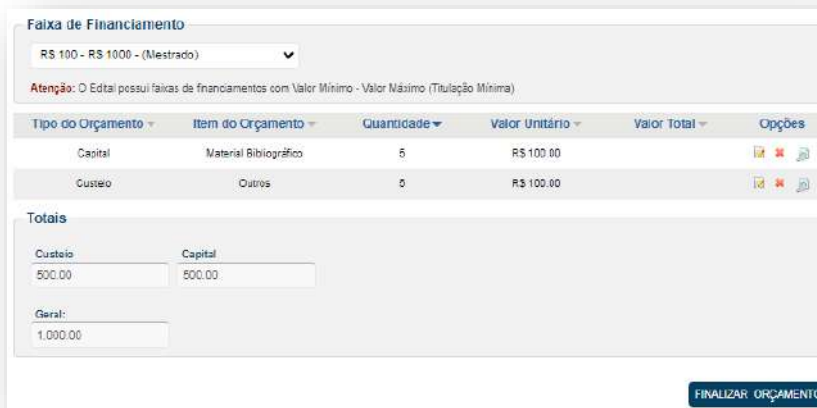 Faixa de Financiamento
R$ 100 - R$ 1000 - (Mestrado)
Atenção: O Edital possui faixas de financiamentos com Valor Mínimo - Valor Máximo (Titulação Mínima)
Tipo do Orçamento Item do Orçamento Quantidade Valor Unitário Valor Total Opções
Capital Material Bibliográfico 5 R$ 100.00
Custeio Outros 5 R$ 100.00
Totais
Custeio Capital
500.00 500.00
Geral:
1.000.00
FINALIZAR ORÇAMENTO